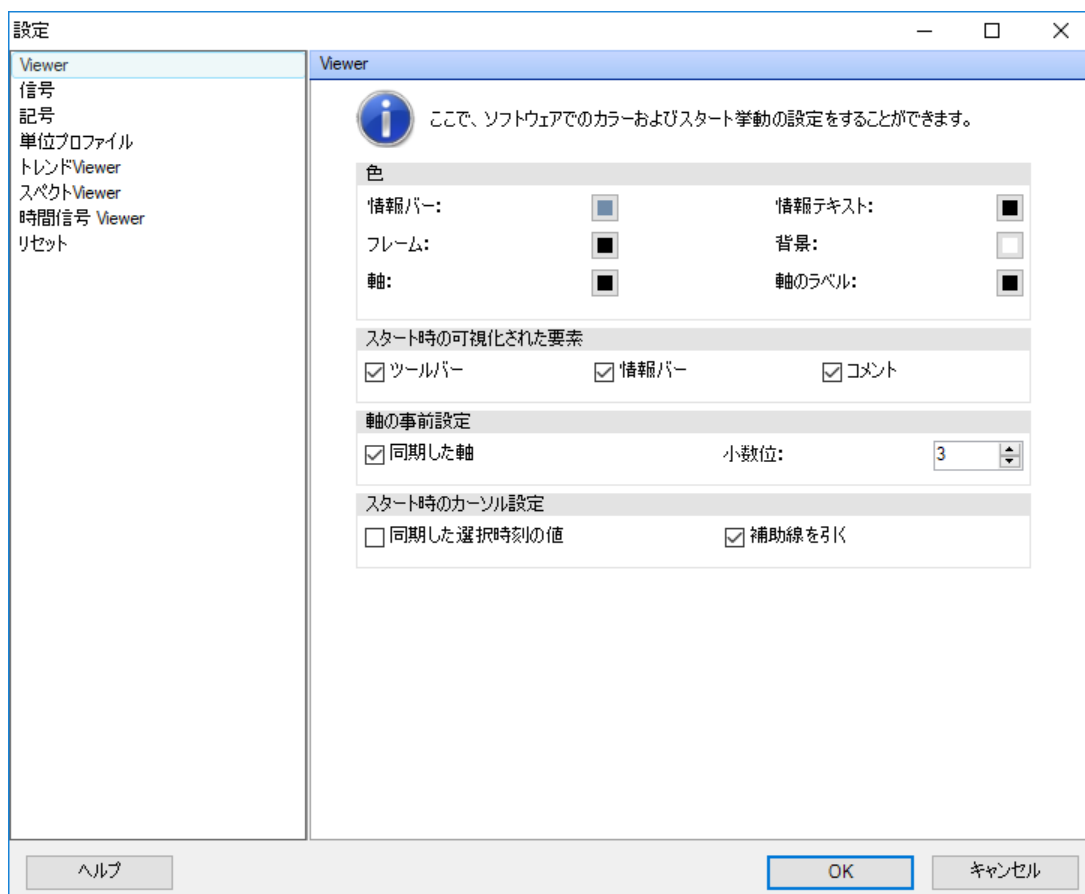 設定
Viewer
信号
記号
単位プロファイル
トレンドViewer
スペクトViewer
時間信号 Viewer
リセット
Viewer
ここで、ソフトウェアでのカラーおよびスタート挙動の設定をすることができます。
色
情報バー:
情報テキスト:
フレーム:
背景:
軸:
軸のラベル:
スタート時の可視化された要素
ツールバー
情報バー
コメント
軸の事前設定
同期した軸
小数位:
3
スタート時のカーソル設定
同期した選択時刻の値
補助線を引く
ヘルプ
OK
キャンセル